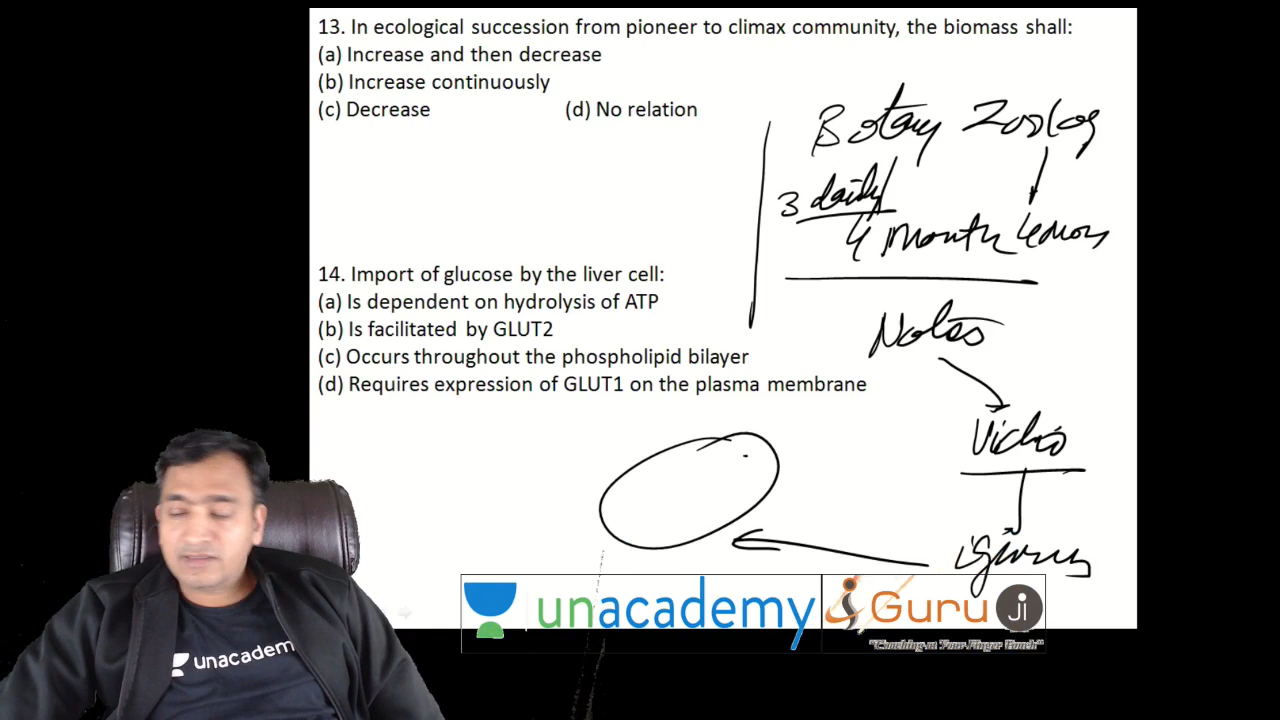 13. In ecological succession from pioneer to climax community, the biomass shall:
(a) Increase and then decrease
(b) Increase continuously
(c) Decrease (d) No relation
Botany Zoolog
3 daily
4 month 4 mon
Notes
14. Import of glucose by the liver cell:
(a) Is dependent on hydrolysis of ATP
(b) Is facilitated by GLUT2
(c) Occurs throughout the phospholipid bilayer
(d) Requires expression of GLUT1 on the plasma membrane
unacademy iGuru Ji
"Coaching at Your Finger Touch"
unacadem